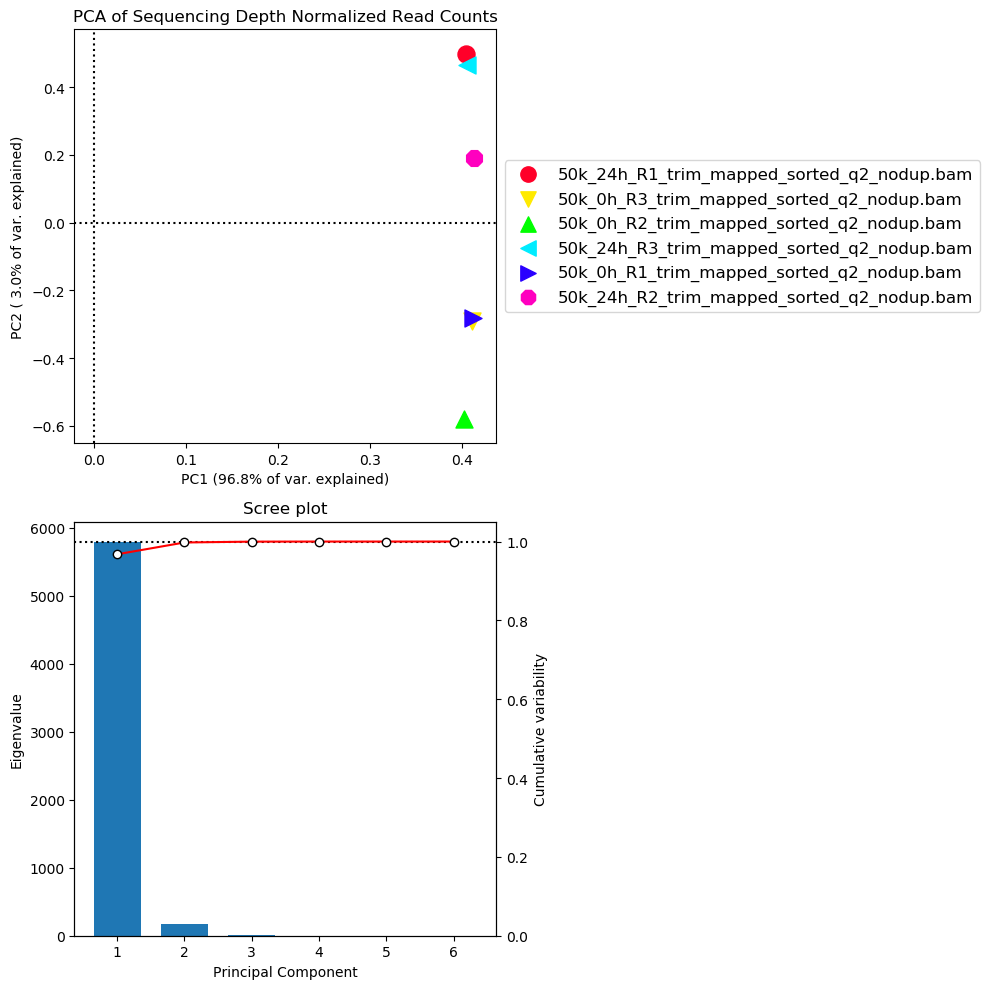 PCA of Sequencing Depth Normalized Read Counts
0.4
0.2
0.0
−0.2
−0.4
−0.6
PC2 ( 3.0% of var. explained)
0.0 0.1 0.2 0.3 0.4
PC1 (96.8% of var. explained)
50k_24h_R1_trim_mapped_sorted_q2_nodup.bam
50k_0h_R3_trim_mapped_sorted_q2_nodup.bam
50k_0h_R2_trim_mapped_sorted_q2_nodup.bam
50k_24h_R3_trim_mapped_sorted_q2_nodup.bam
50k_0h_R1_trim_mapped_sorted_q2_nodup.bam
50k_24h_R2_trim_mapped_sorted_q2_nodup.bam
Scree plot
6000
5000
4000
3000
2000
1000
0
Eigenvalue
1 2 3 4 5 6
Principal Component
1.0
0.8
0.6
0.4
0.2
0.0
Cumulative variability